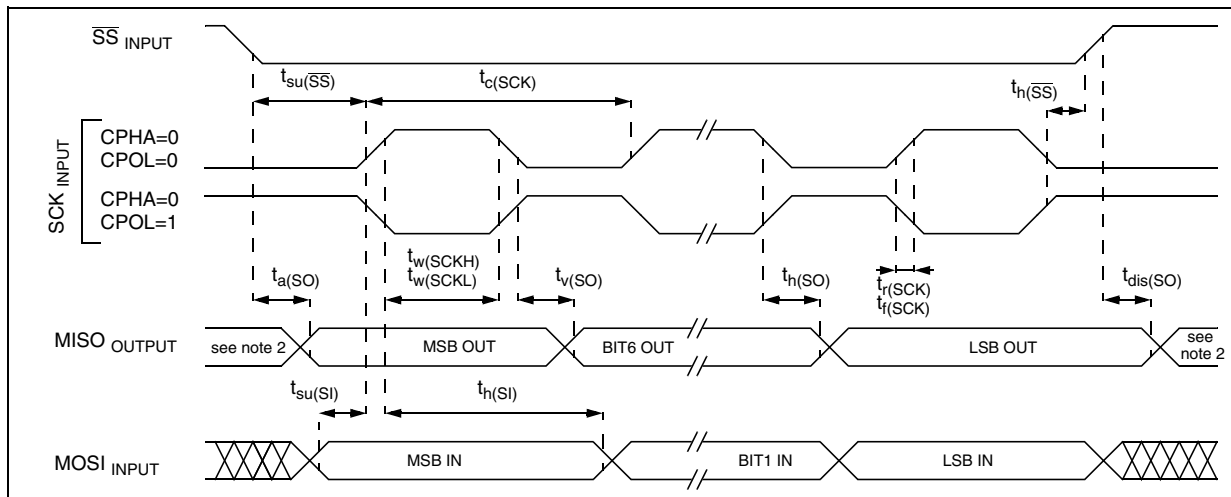 SS INPUT
tsu(SS)
tc(SCK)
th(SS)
SCK INPUT
CPHA=0
CPOL=0
CPHA=0
CPOL=1
ta(SO)
tw(SCKH)
tw(SCKL)
tv(SO)
th(SO)
tr(SCK)
tf(SCK)
tdis(SO)
MISO OUTPUT
see note 2
MSB OUT
BIT6 OUT
LSB OUT
see
note 2
tsu(SI)
th(SI)
MOSI INPUT
MSB IN
BIT1 IN
LSB IN